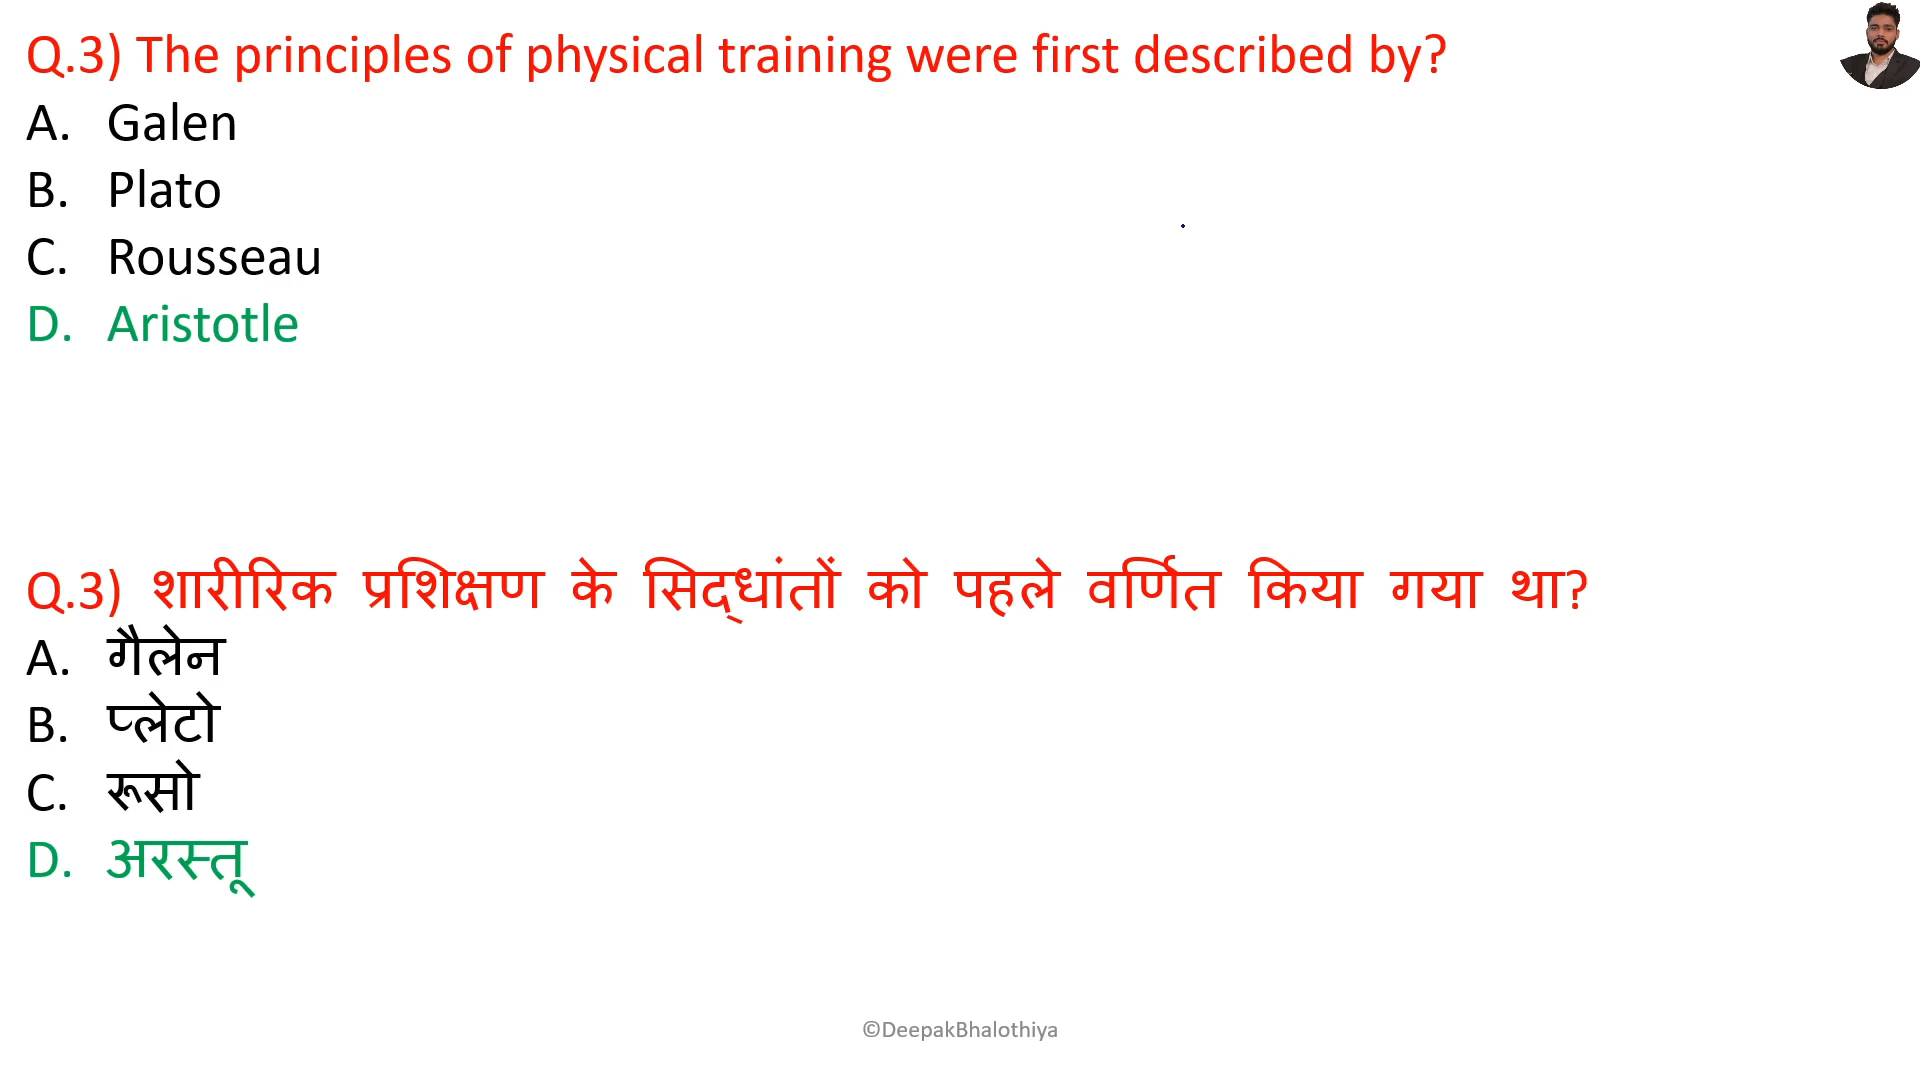 Q.3) The principles of physical training were first described by?
A. Galen
B. Plato
C. Rousseau
D. Aristotle
Q.3) शारीरिक प्रशिक्षण के सिद्धांतों को पहले वर्णित किया गया था?
A. गैलेन
B. प्लेटो
C. रूसो
D. अरस्तू
©DeepakBhalothiya